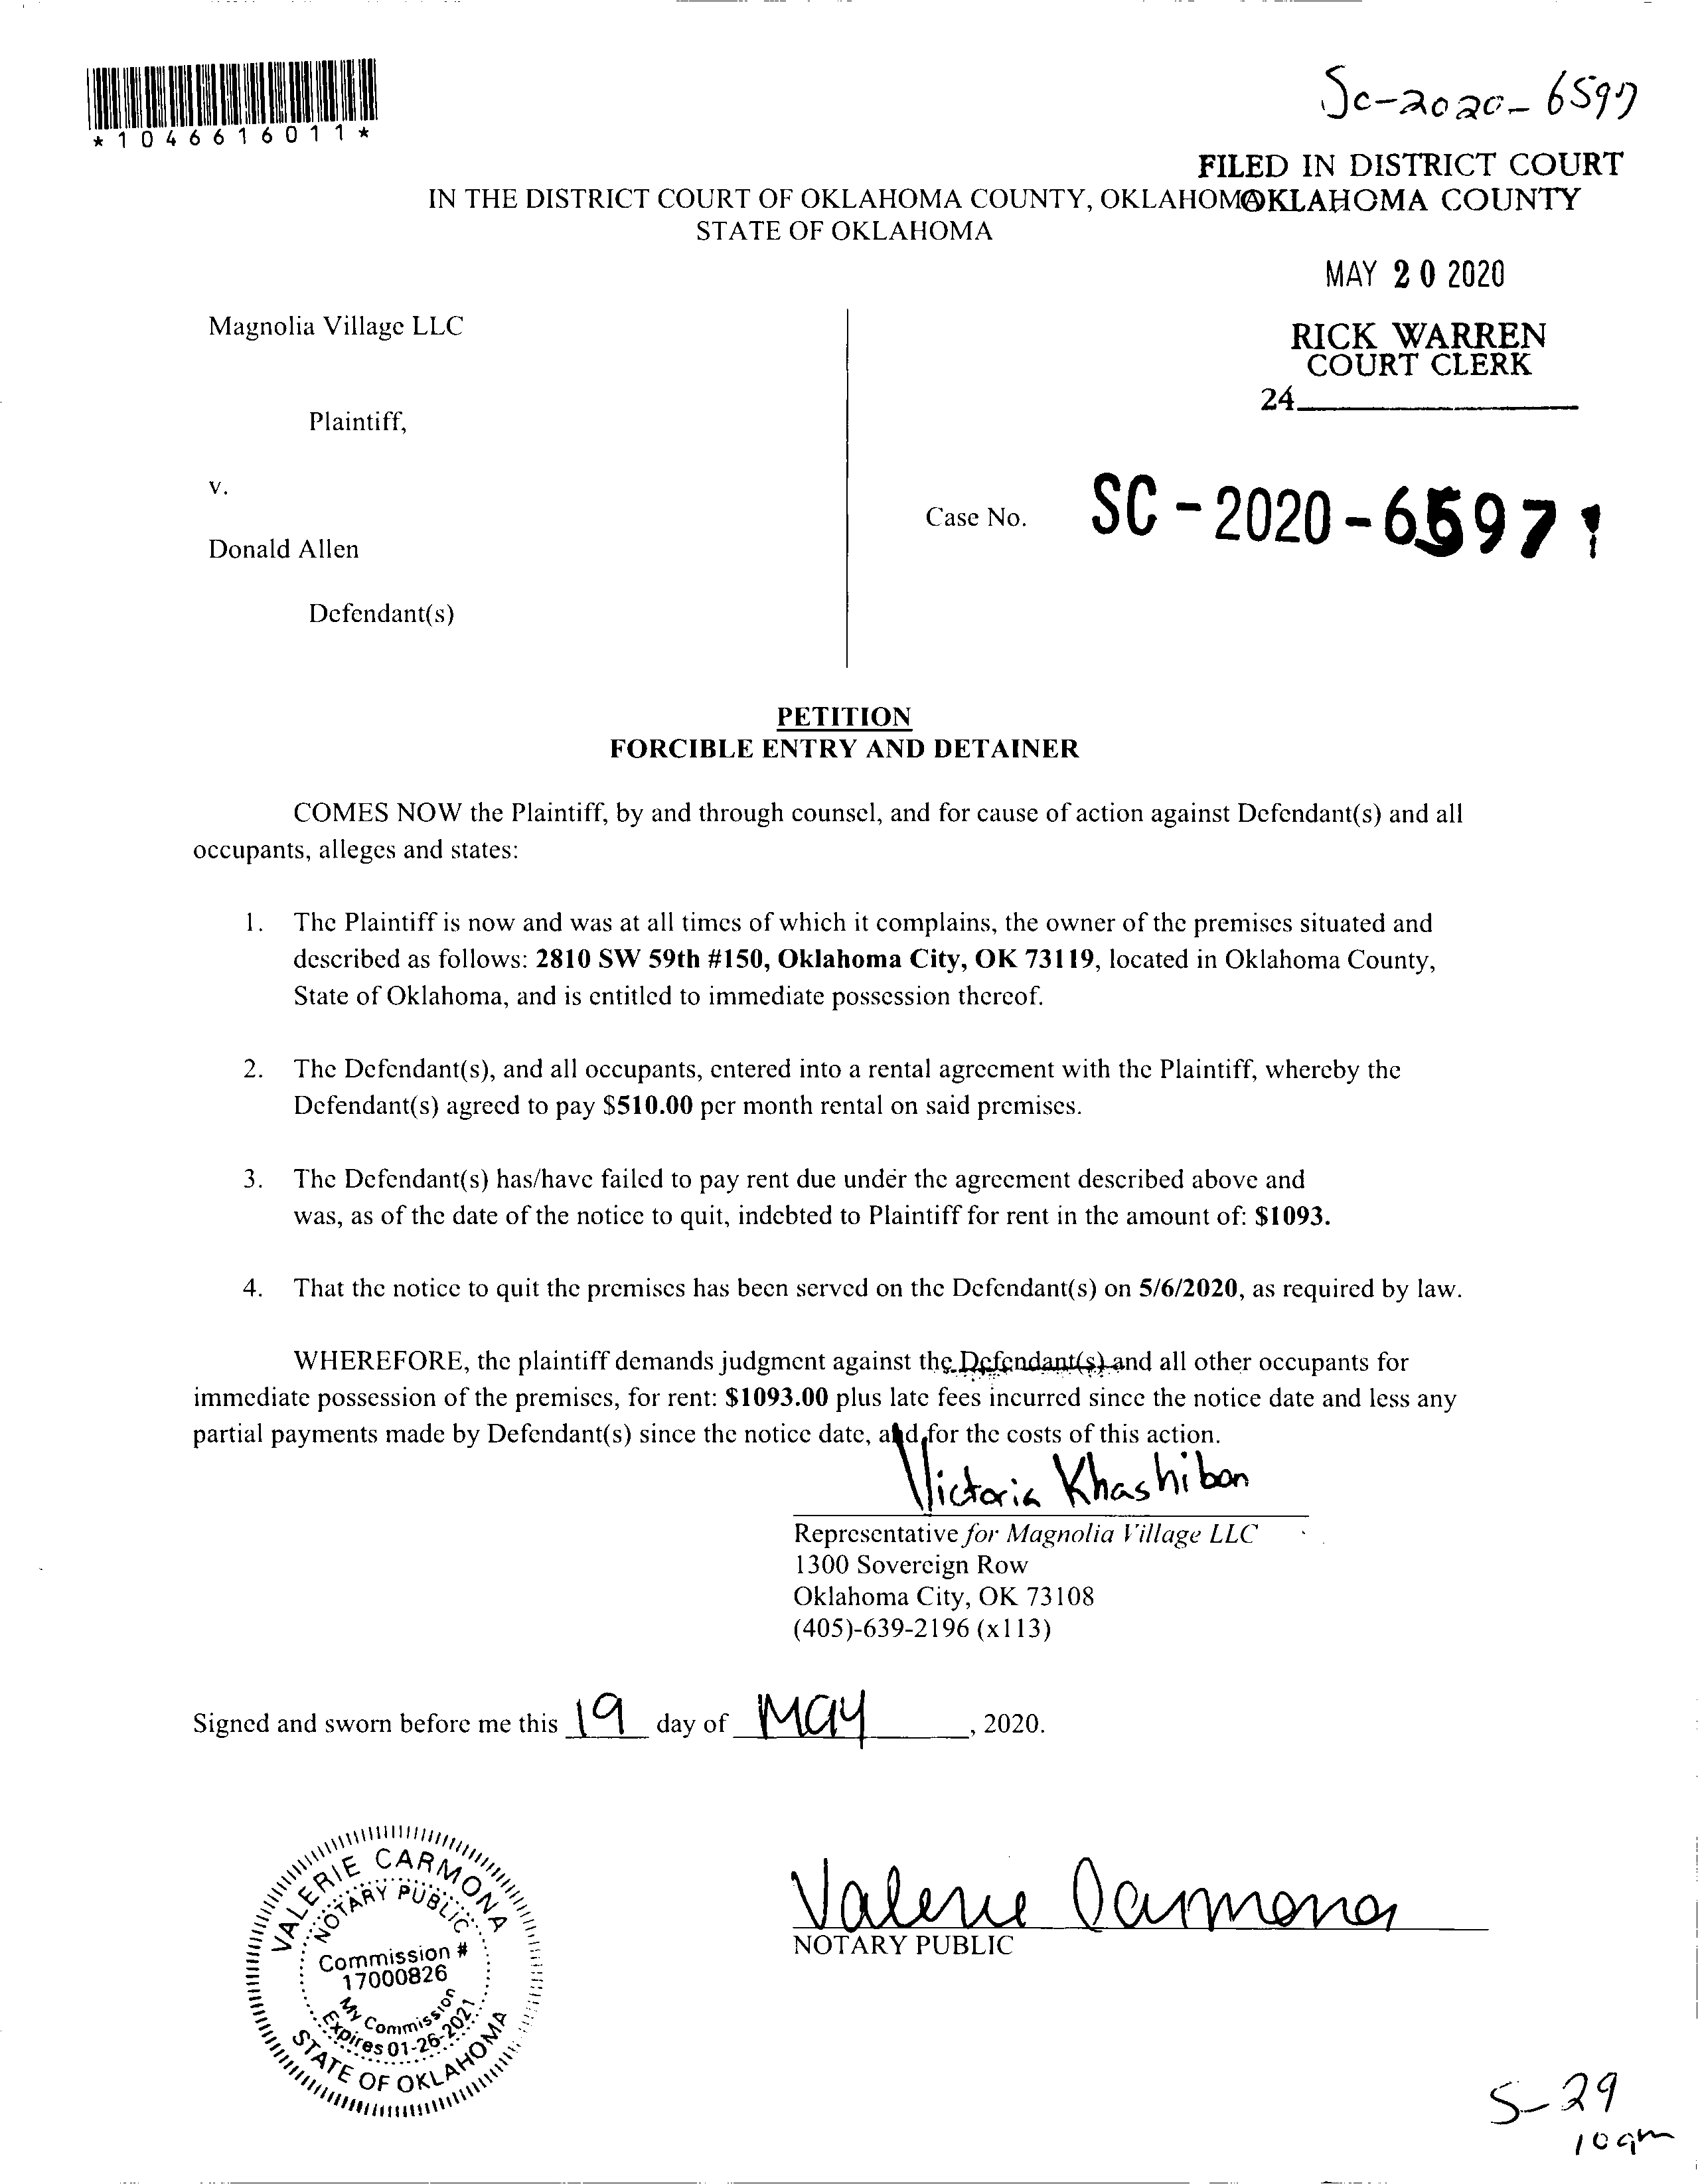 *1046616011*
Sc-2020-6597
FILED IN DISTRICT COURT
OKLAHOMA COUNTY
IN THE DISTRICT COURT OF OKLAHOMA COUNTY, OKLAHOMA
STATE OF OKLAHOMA
MAY 20 2020
RICK WARREN
COURT CLERK
24
Magnolia Village LLC
Plaintiff,
v.
Case No. SC-2020-6597
Donald Allen
Defendant(s)
PETITION
FORCIBLE ENTRY AND DETAINER
COMES NOW the Plaintiff, by and through counsel, and for cause of action against Defendant(s) and all
occupants, alleges and states:
1. The Plaintiff is now and was at all times of which it complains, the owner of the premises situated and
described as follows: 2810 SW 59th #150, Oklahoma City, OK 73119, located in Oklahoma County,
State of Oklahoma, and is entitled to immediate possession thereof.
2. The Defendant(s), and all occupants, entered into a rental agreement with the Plaintiff, whereby the
Defendant(s) agreed to pay $510.00 per month rental on said premises.
3. The Defendant(s) has/have failed to pay rent due under the agreement described above and
was, as of the date of the notice to quit, indebted to Plaintiff for rent in the amount of: $1093.
4. That the notice to quit the premises has been served on the Defendant(s) on 5/6/2020, as required by law.
WHEREFORE, the plaintiff demands judgment against the Defendant(s) and all other occupants for
immediate possession of the premises, for rent: $1093.00 plus late fees incurred since the notice date and less any
partial payments made by Defendant(s) since the notice date, and for the costs of this action.
Victoria Khashiban
Representative for Magnolia Village LLC
1300 Sovereign Row
Oklahoma City, OK 73108
(405)-639-2196 (x113)
Signed and sworn before me this 19 day of MAY, 2020.
VALERIE CARMONA
NOTARY PUBLIC
Commission #
17000826
My Commission
Expires 01-26-2021
STATE OF OKLAHOMA
Valerie Carmona
NOTARY PUBLIC
5-29
10am